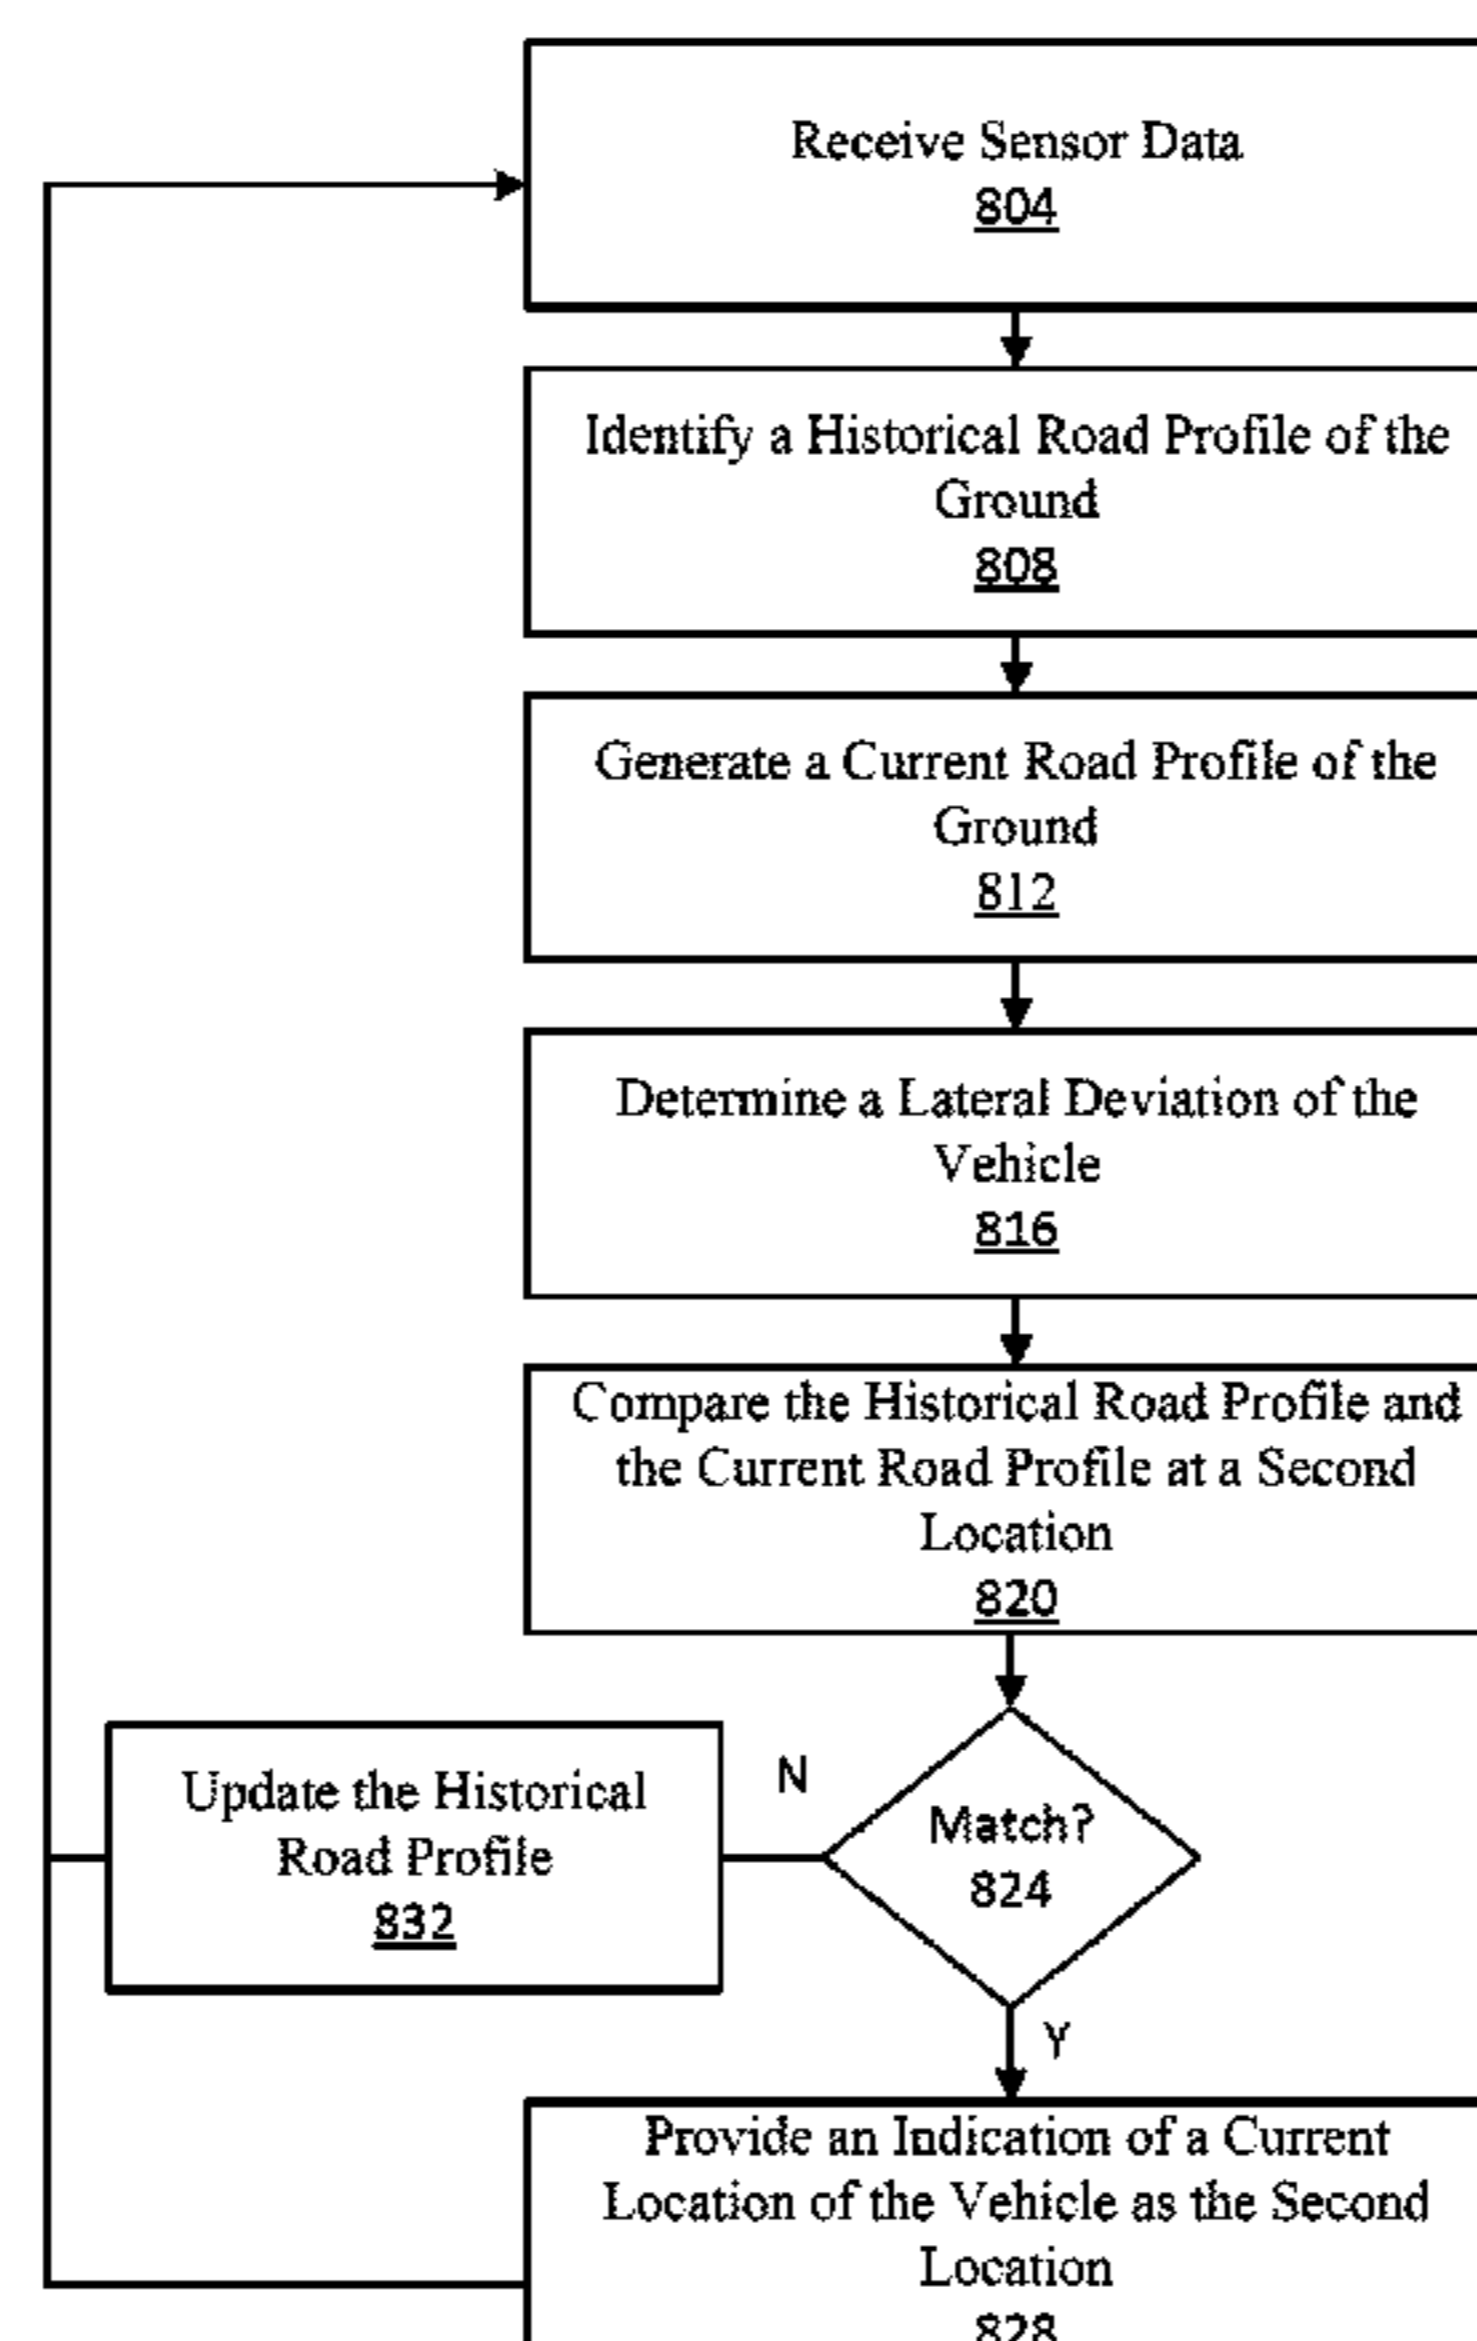 Receive Sensor Data
804
Identify a Historical Road Profile of the
Ground
808
Generate a Current Road Profile of the
Ground
812
Determine a Lateral Deviation of the
Vehicle
816
Compare the Historical Road Profile and
the Current Road Profile at a Second
Location
820
N
Match?
824
Update the Historical
Road Profile
832
Y
Provide an Indication of a Current
Location of the Vehicle as the Second
Location
828